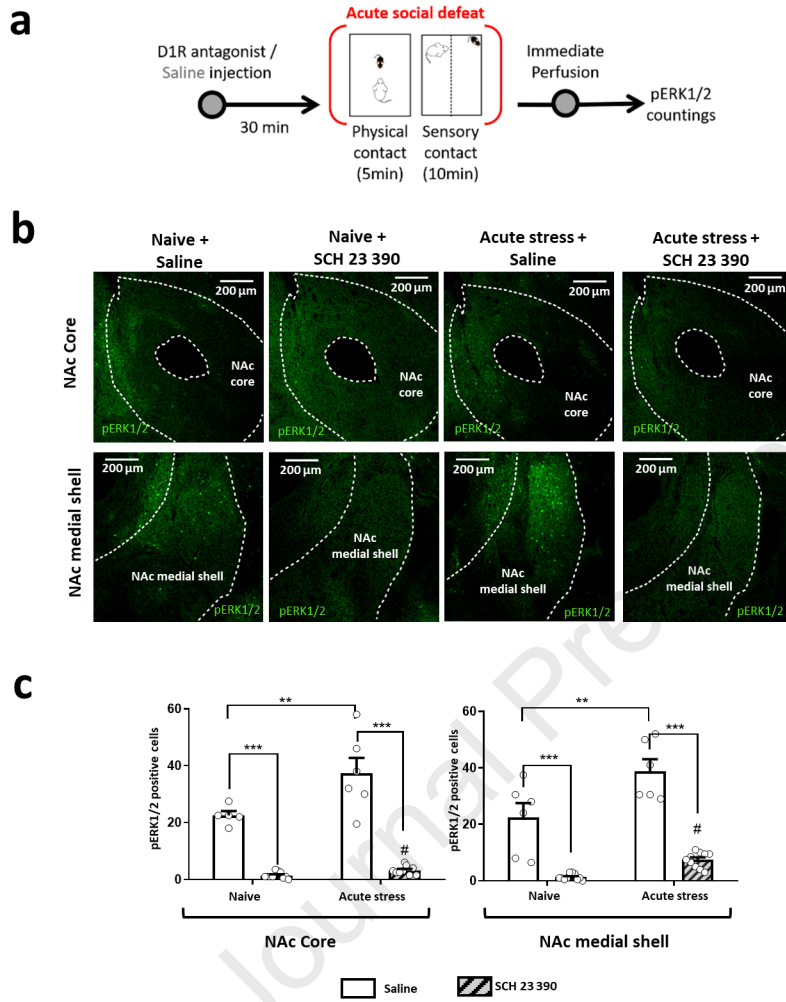 a
Acute social defeat
D1R antagonist /
Saline injection
30 min
Physical
contact
(5min)
Sensory
contact
(10min)
Immediate
Perfusion
pERK1/2
countings
b
Naive +
Saline
Naive +
SCH 23 390
Acute stress +
Saline
Acute stress +
SCH 23 390
NAc Core
200 µm
NAc
core
pERK1/2
200 µm
NAc
core
pERK1/2
200 µm
NAc
core
pERK1/2
200 µm
NAc
core
pERK1/2
NAc medial shell
200 µm
NAc medial shell
pERK1/2
200 µm
NAc
medial shell
pERK1/2
200 µm
NAc
medial shell
pERK1/2
200 µm
NAc
medial shell
pERK1/2
c
pERK1/2 positive cells
60
40
20
0
**
***
***
#
Naive
Acute stress
NAc Core
pERK1/2 positive cells
60
40
20
0
**
***
***
#
Naive
Acute stress
NAc medial shell
Saline
SCH 23 390
Journal Pre